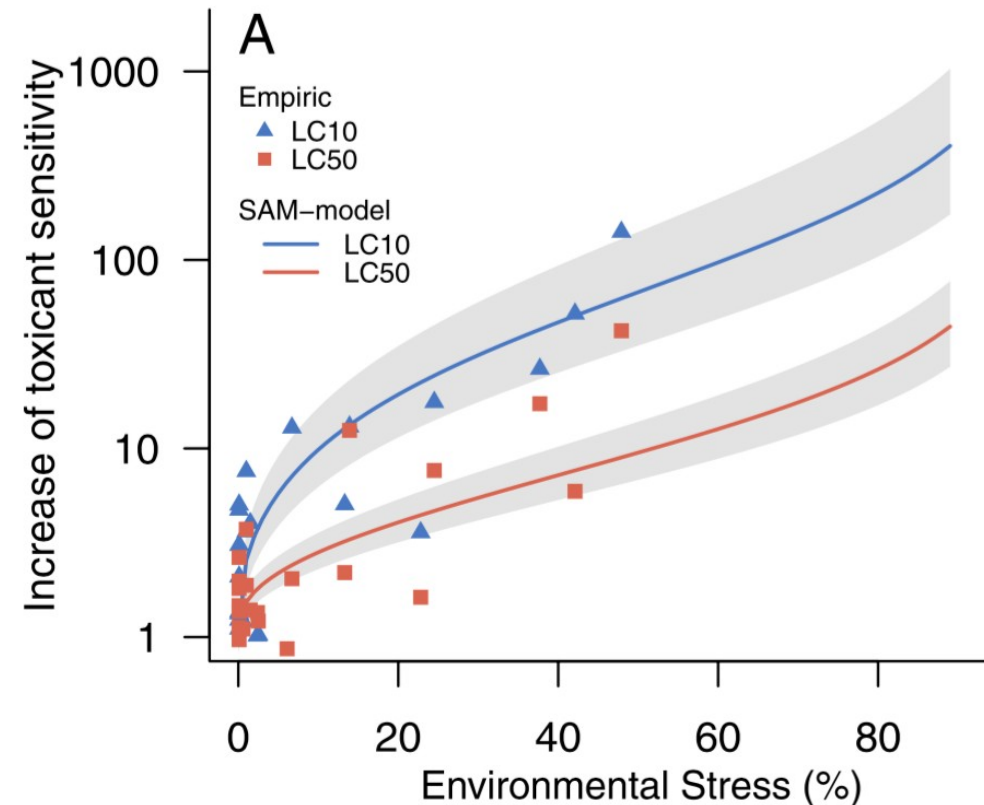 A
Increase of toxicant sensitivity
1000
100
10
1
Empiric
LC10
LC50
SAM−model
LC10
LC50
0 20 40 60 80
Environmental Stress (%)